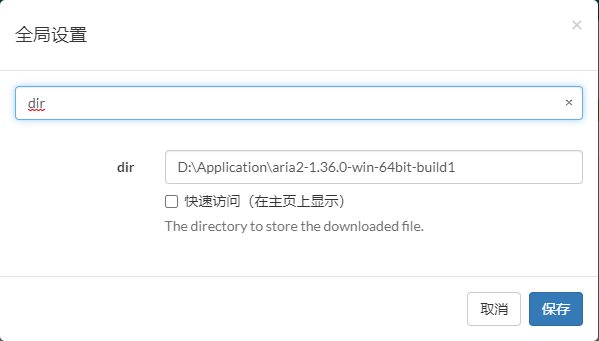 全局设置
×
dir
×
dir
D:\Application\aria2-1.36.0-win-64bit-build1
快速访问（在主页上显示）
The directory to store the downloaded file.
取消
保存